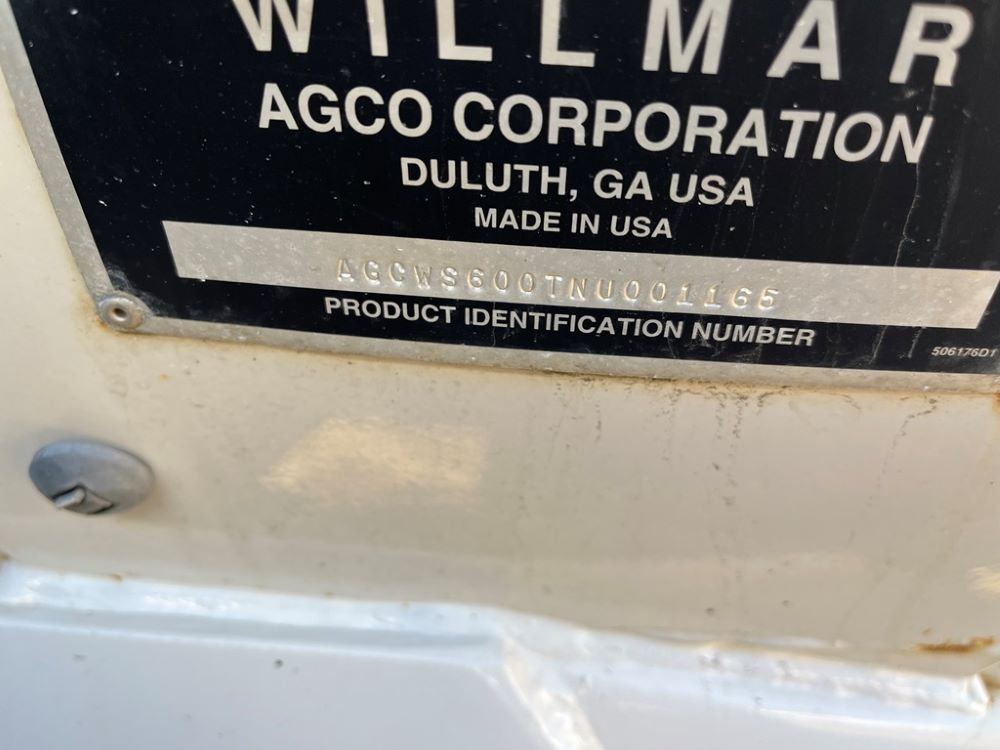 WILLMAR
AGCO CORPORATION
DULUTH, GA USA
MADE IN USA
AGCWS600TNU001165
PRODUCT IDENTIFICATION NUMBER
506176D1